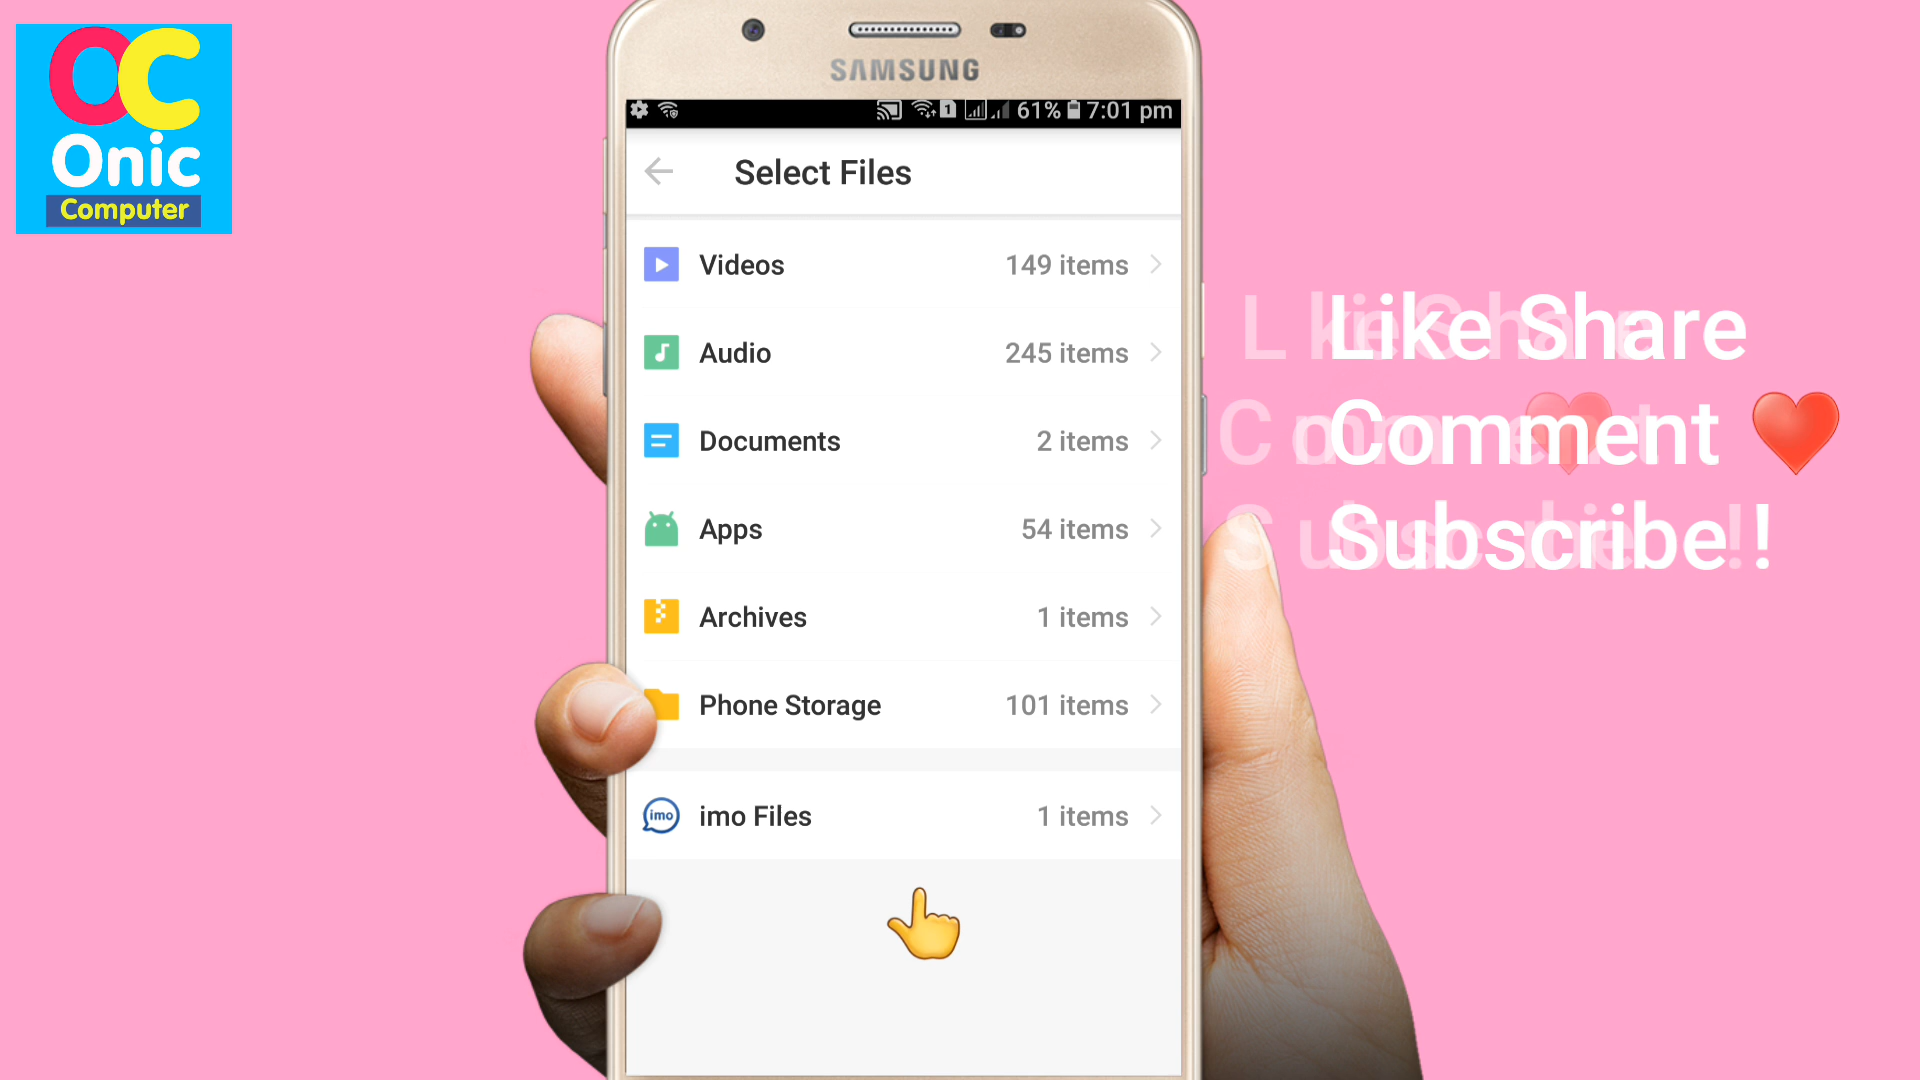 OC
Onic
Computer
SAMSUNG
1 61% 7:01 pm
Select Files
Videos 149 items
Audio 245 items
Documents 2 items
Apps 54 items
Archives 1 items
Phone Storage 101 items
imo imo Files 1 items
Like Share
Comment ❤️
Subscribe!!